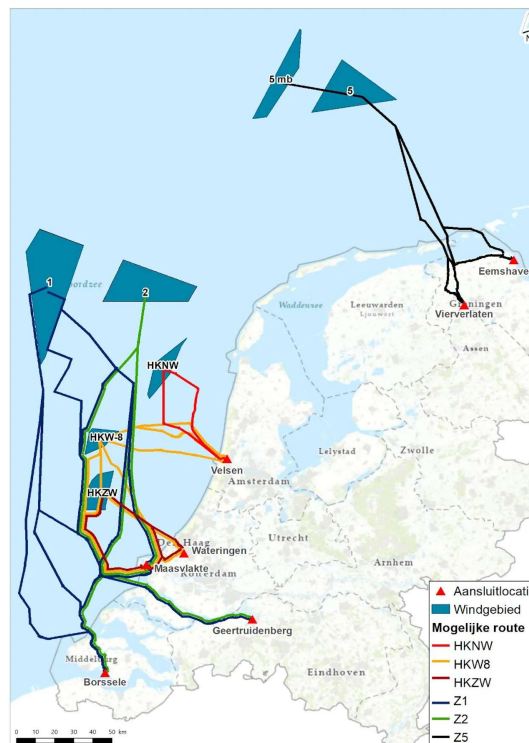 N
5 mb
5
Eemshave
Waddenzee
Leeuwarden
Ljouwert
Groningen
Vierverlaten
Assen
1
2
HKNW
HKW-8
HKZW
Velsen
Amsterdam
Lelystad
Zwolle
Utrecht
Den Haag
Wateringen
Maasvlakte
Rotterdam
Arnhem
Geertruidenberg
Middelburg
Borssele
Eindhoven
Aansluitlocati
Windgebied
Mogelijke route
HKNW
HKW8
HKZW
Z1
Z2
Z5
0 10 20 30 40 50 km